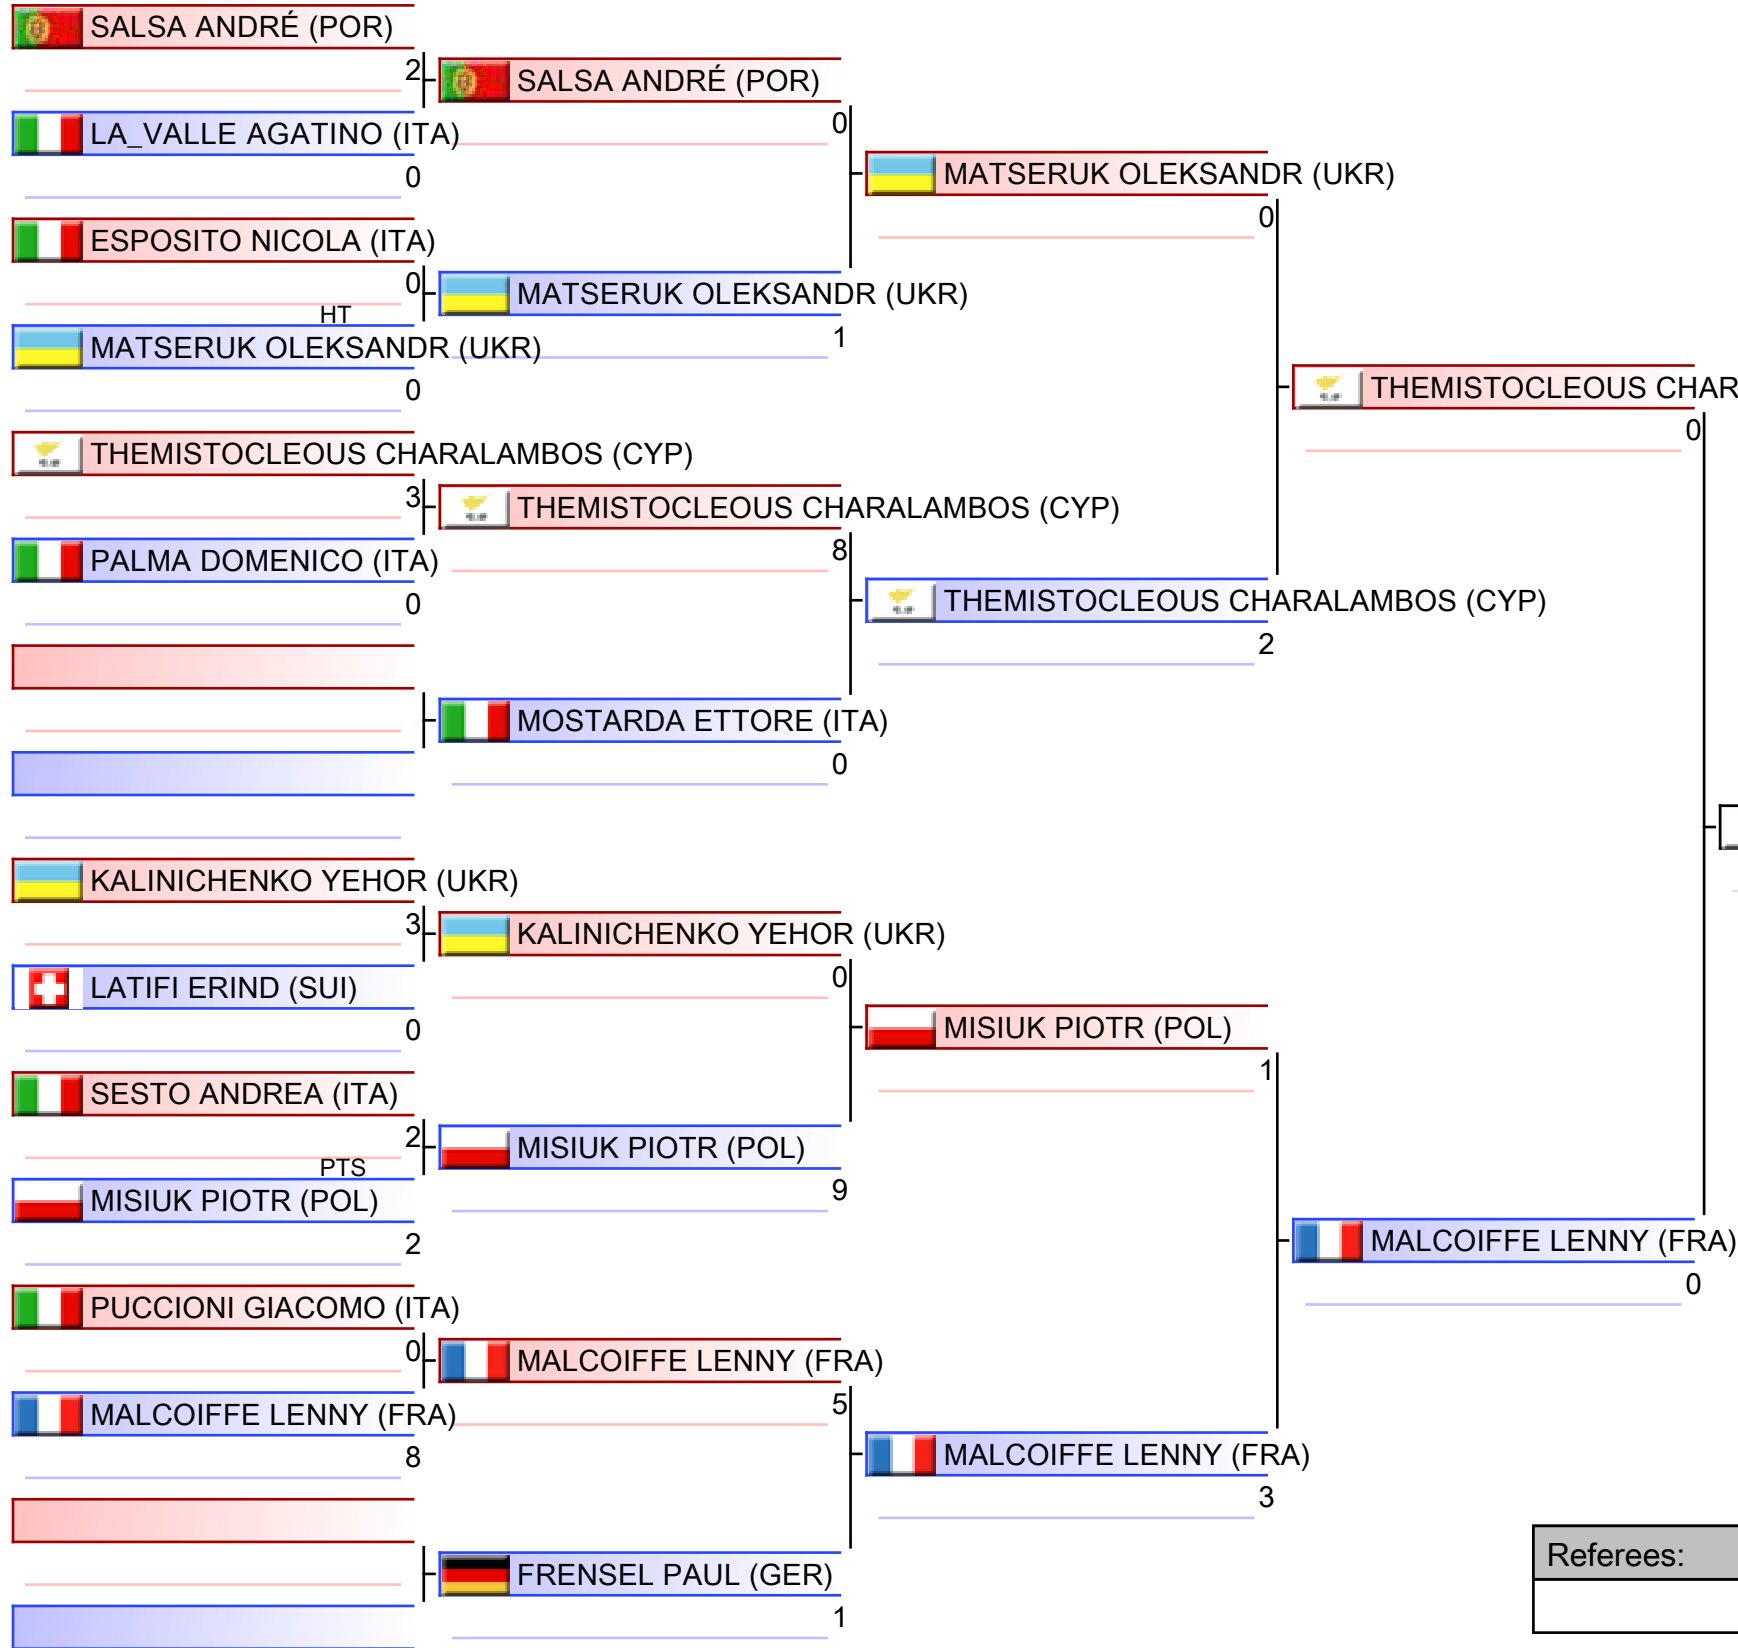 SALSA ANDRÉ (POR)
2
SALSA ANDRÉ (POR)
LA_VALLE AGATINO (ITA)
0
0
MATSERUK OLEKSANDR (UKR)
0
ESPOSITO NICOLA (ITA)
0
HT
MATSERUK OLEKSANDR (UKR)
1
MATSERUK OLEKSANDR (UKR)
0
THEMISTOCLEOUS CHAR
0
THEMISTOCLEOUS CHARALAMBOS (CYP)
3
THEMISTOCLEOUS CHARALAMBOS (CYP)
8
PALMA DOMENICO (ITA)
0
THEMISTOCLEOUS CHARALAMBOS (CYP)
2
MOSTARDA ETTORE (ITA)
0
KALINICHENKO YEHOR (UKR)
3
KALINICHENKO YEHOR (UKR)
0
LATIFI ERIND (SUI)
0
MISIUK PIOTR (POL)
1
SESTO ANDREA (ITA)
2
PTS
MISIUK PIOTR (POL)
9
MISIUK PIOTR (POL)
2
MALCOIFFE LENNY (FRA)
0
PUCCIONI GIACOMO (ITA)
0
MALCOIFFE LENNY (FRA)
5
MALCOIFFE LENNY (FRA)
8
MALCOIFFE LENNY (FRA)
3
FRENSEL PAUL (GER)
1
Referees: